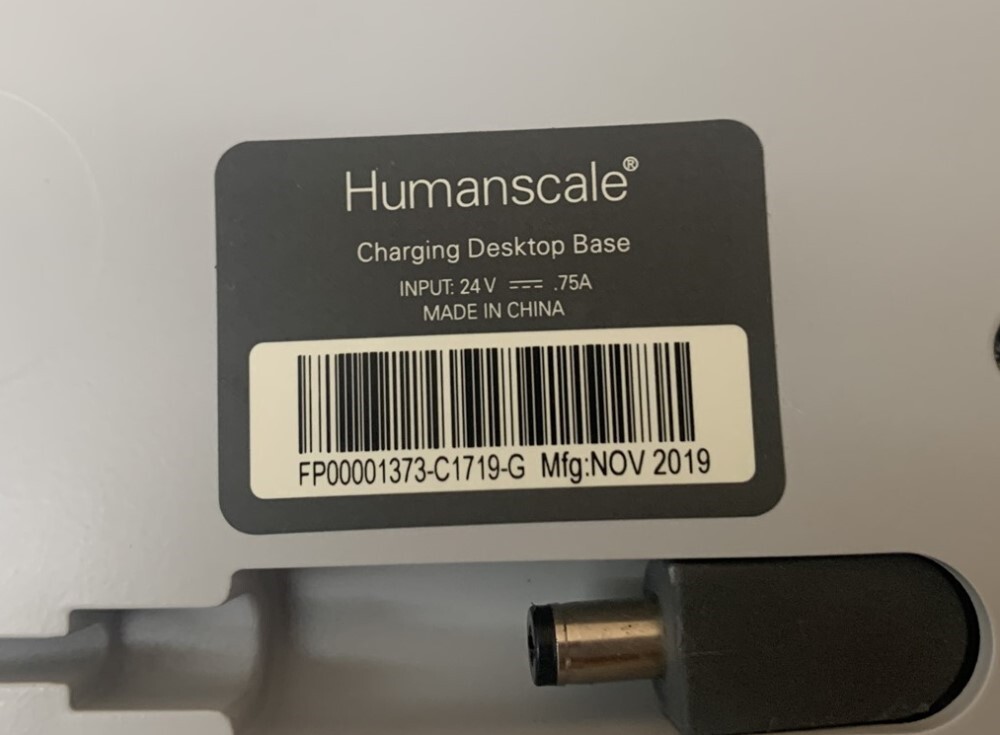 Humanscale®
Charging Desktop Base
INPUT: 24 V ⎓ .75A
MADE IN CHINA
FP00001373-C1719-G Mfg:NOV 2019